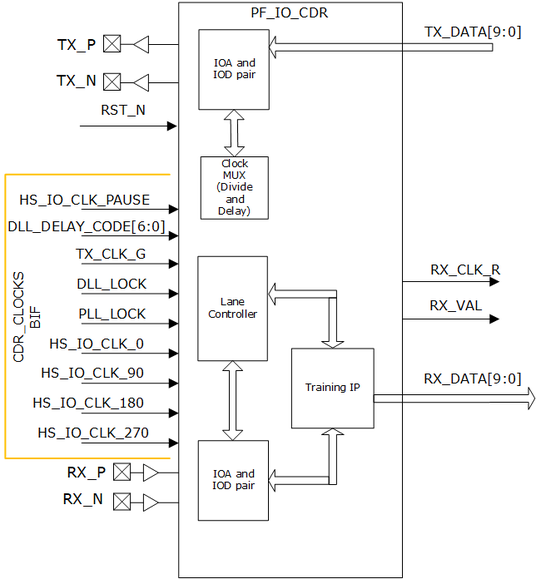 PF_IO_CDR
TX_P
TX_N
RST_N
TX_DATA[9:0]
IOA and
IOD pair
Clock
MUX
(Divide
and
Delay)
CDR_CLOCKS
BIF
HS_IO_CLK_PAUSE
DLL_DELAY_CODE[6:0]
TX_CLK_G
DLL_LOCK
PLL_LOCK
HS_IO_CLK_0
HS_IO_CLK_90
HS_IO_CLK_180
HS_IO_CLK_270
RX_P
RX_N
Lane
Controller
Training IP
IOA and
IOD pair
RX_CLK_R
RX_VAL
RX_DATA[9:0]